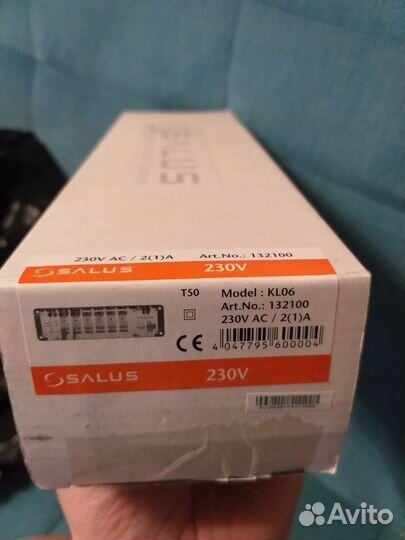 SALUS
230V AC / 2(1)A Art.No.: 132100
SALUS 230V
T50 Model : KL06
Art.No.: 132100
230V AC / 2(1)A
CE 4 047795 600004
SALUS 230V
Avito